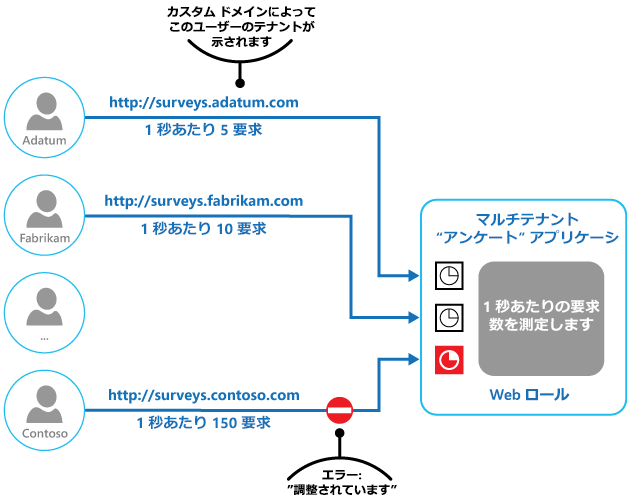 カスタム ドメインによって
このユーザーのテナントが
示されます
http://surveys.adatum.com
1 秒あたり 5 要求
Adatum
http://surveys.fabrikam.com
1 秒あたり 10 要求
Fabrikam
...
http://surveys.contoso.com
1 秒あたり 150 要求
Contoso
エラー:
"調整されています"
マルチテナント
“アンケート” アプリケーシ
1 秒あたりの要求
数を測定します
Web ロール